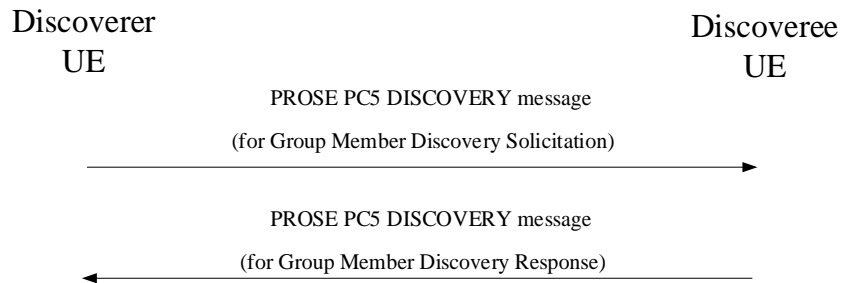 Discoverer
UE
Discoveree
UE
PROSE PC5 DISCOVERY message
(for Group Member Discovery Solicitation)
PROSE PC5 DISCOVERY message
(for Group Member Discovery Response)